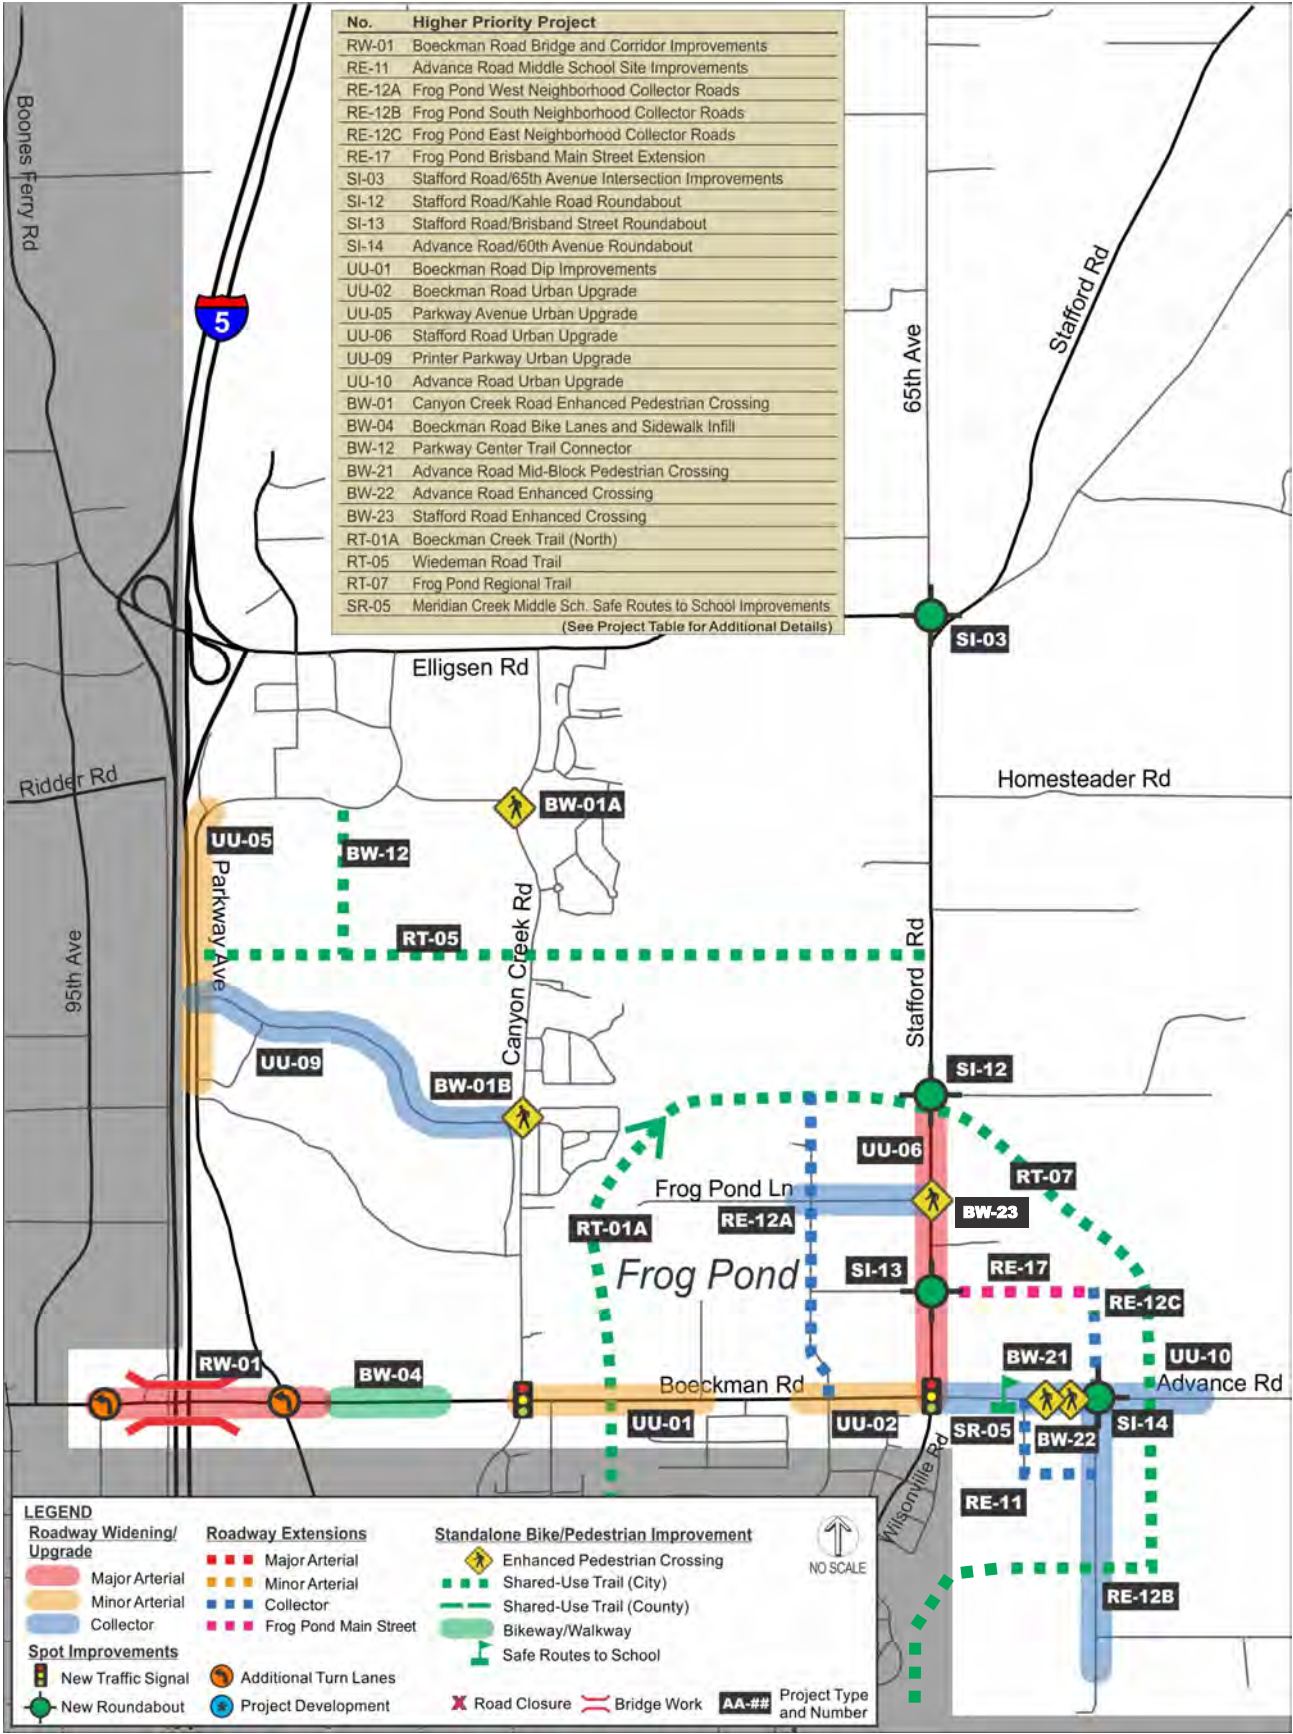 No. Higher Priority Project
RW-01 Boeckman Road Bridge and Corridor Improvements
RE-11 Advance Road Middle School Site Improvements
RE-12A Frog Pond West Neighborhood Collector Roads
RE-12B Frog Pond South Neighborhood Collector Roads
RE-12C Frog Pond East Neighborhood Collector Roads
RE-17 Frog Pond Brisband Main Street Extension
SI-03 Stafford Road/65th Avenue Intersection Improvements
SI-12 Stafford Road/Kahle Road Roundabout
SI-13 Stafford Road/Brisband Street Roundabout
SI-14 Advance Road/60th Avenue Roundabout
UU-01 Boeckman Road Dip Improvements
UU-02 Boeckman Road Urban Upgrade
UU-05 Parkway Avenue Urban Upgrade
UU-06 Stafford Road Urban Upgrade
UU-09 Printer Parkway Urban Upgrade
UU-10 Advance Road Urban Upgrade
BW-01 Canyon Creek Road Enhanced Pedestrian Crossing
BW-04 Boeckman Road Bike Lanes and Sidewalk Infill
BW-12 Parkway Center Trail Connector
BW-21 Advance Road Mid-Block Pedestrian Crossing
BW-22 Advance Road Enhanced Crossing
BW-23 Stafford Road Enhanced Crossing
RT-01A Boeckman Creek Trail (North)
RT-05 Wiedeman Road Trail
RT-07 Frog Pond Regional Trail
SR-05 Meridian Creek Middle Sch. Safe Routes to School Improvements
(See Project Table for Additional Details)
Boones Ferry Rd
5
65th Ave
Stafford Rd
SI-03
Elligsen Rd
Ridder Rd
Homesteader Rd
BW-01A
UU-05
BW-12
Parkway Ave
Canyon Creek Rd
RT-05
95th Ave
Stafford Rd
UU-09
BW-01B
SI-12
UU-06
RT-07
Frog Pond Ln
RE-12A
BW-23
RT-01A
Frog Pond
SI-13
RE-17
RE-12C
RW-01
BW-04
BW-21
UU-10
Boeckman Rd
Advance Rd
UU-01
UU-02
SR-05
BW-22
SI-14
Wilsonville Rd
RE-11
RE-12B
NO SCALE
LEGEND
Roadway Widening/
Upgrade
Major Arterial
Minor Arterial
Collector
Roadway Extensions
Major Arterial
Minor Arterial
Collector
Frog Pond Main Street
Standalone Bike/Pedestrian Improvement
Enhanced Pedestrian Crossing
Shared-Use Trail (City)
Shared-Use Trail (County)
Bikeway/Walkway
Safe Routes to School
Spot Improvements
New Traffic Signal
Additional Turn Lanes
New Roundabout
Project Development
Road Closure
Bridge Work
AA-##
Project Type
and Number